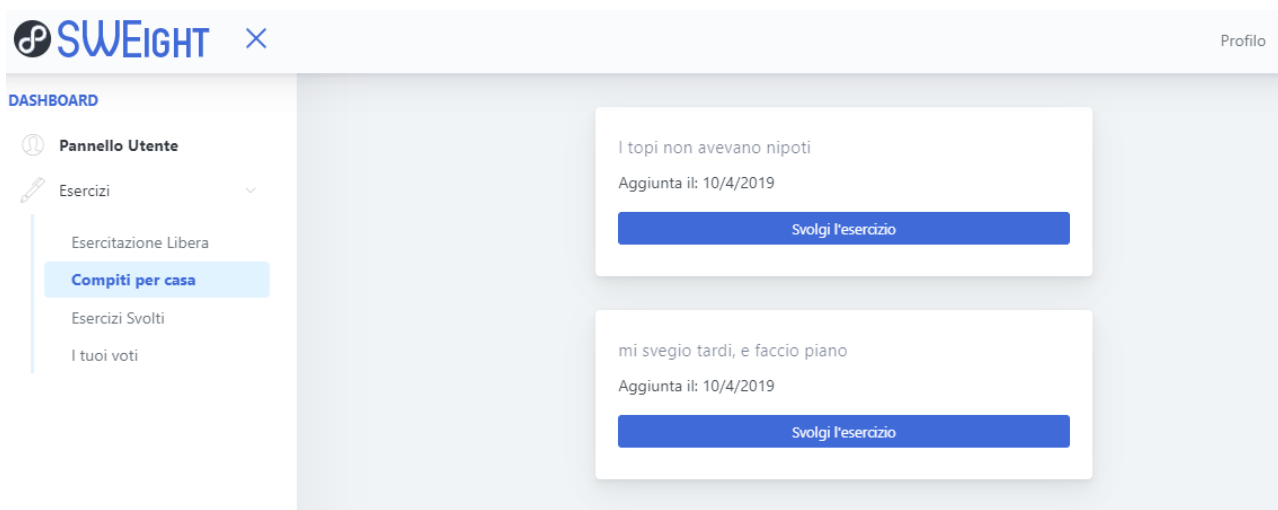 SWEIGHT
Profilo
DASHBOARD
Pannello Utente
Esercizi
Esercitazione Libera
Compiti per casa
Esercizi Svolti
I tuoi voti
I topi non avevano nipoti
Aggiunta il: 10/4/2019
Svolgi l'esercizio
mi svegio tardi, e faccio piano
Aggiunta il: 10/4/2019
Svolgi l'esercizio